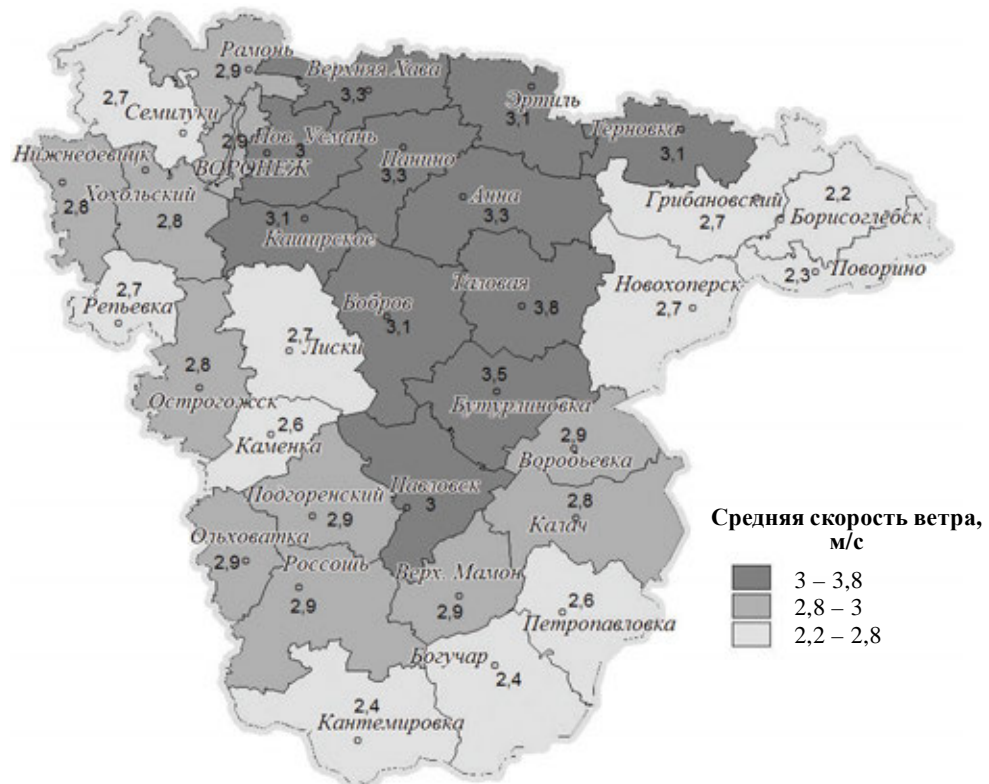 Рамонь
2,9
Верхняя Хава
3,3
Эртиль
3,1
2,7
Семилуки
Терновка
3,1
Нов. Усмань
2,9
3
ВОРОНЕЖ
Панино
3,3
Нижнедевицк
2,8
Хохольский
2,8
Анна
3,3
Грибановский
2,7
2,2
Борисоглебск
3,1
Каширское
2,3
Поворино
2,7
Репьевка
Бобров
3,1
Таловая
3,8
Новохоперск
2,7
2,7
Лиски
2,8
Острогожск
3,5
Бутурлиновка
2,6
Каменка
2,9
Воробьевка
Подгоренский
2,9
Павловск
3
2,8
Калач
Ольховатка
2,9
Россошь
2,9
Верх. Мамон
2,9
2,6
Петропавловка
Богучар
2,4
2,4
Кантемировка
Средняя скорость ветра,
м/с
3 – 3,8
2,8 – 3
2,2 – 2,8